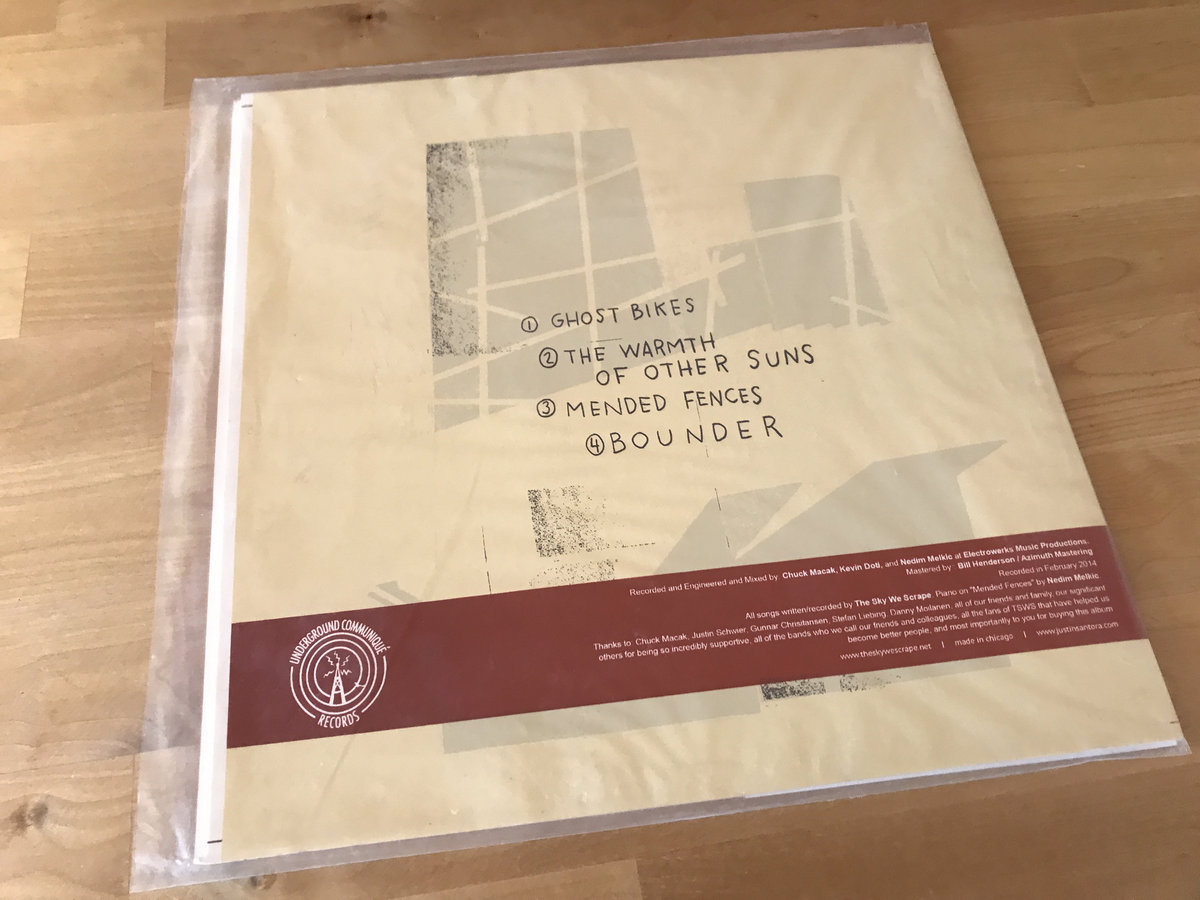 ① GHOST BIKES
② THE WARMTH
OF OTHER SUNS
③ MENDED FENCES
④ BOUNDER
Recorded and Engineered and Mixed by Chuck Macak, Kevin Doti, and Nedim Melkic at Electrowerks Music Productions.
Mastered by Bill Henderson / Azimuth Mastering
Recorded in February 2014
All songs written/recorded by The Sky We Scrape. Piano on "Mended Fences" by Nedim Melkic
Thanks to: Chuck Macak, Justin Schwier, Gunnar Chrisitansen, Stefan Liebing, Danny Moilanen, all of our friends and family, our significant
others for being so incredibly supportive, all of the bands who we call our friends and colleagues, all the fans of TSWS that have helped us
become better people, and most importantly to you for buying this album
www.theskywescrape.net | made in chicago | www.justinsantora.com
UNDERGROUND COMMUNIQUÉ
RECORDS